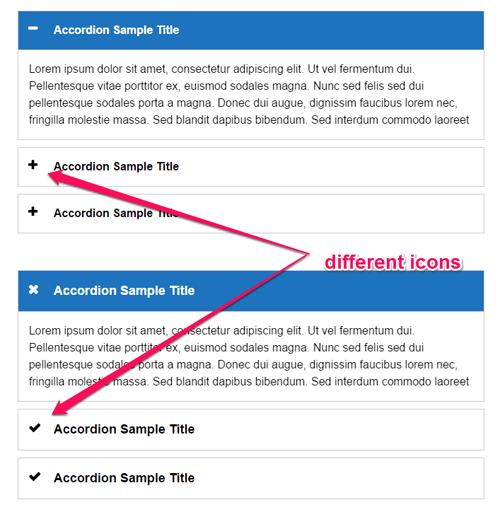 Accordion Sample Title
Lorem ipsum dolor sit amet, consectetur adipiscing elit. Ut vel fermentum dui.
Pellentesque vitae porttitor ex, euismod sodales magna. Nunc sed felis sed dui
pellentesque sodales porta a magna. Donec dui augue, dignissim faucibus lorem nec,
fringilla molestie massa. Sed blandit dapibus bibendum. Sed interdum commodo laoreet
Accordion Sample Title
Accordion Sample Title
different icons
Accordion Sample Title
Lorem ipsum dolor sit amet, consectetur adipiscing elit. Ut vel fermentum dui.
Pellentesque vitae porttitor ex, euismod sodales magna. Nunc sed felis sed dui
pellentesque sodales porta a magna. Donec dui augue, dignissim faucibus lorem nec,
fringilla molestie massa. Sed blandit dapibus bibendum. Sed interdum commodo laoreet
Accordion Sample Title
Accordion Sample Title